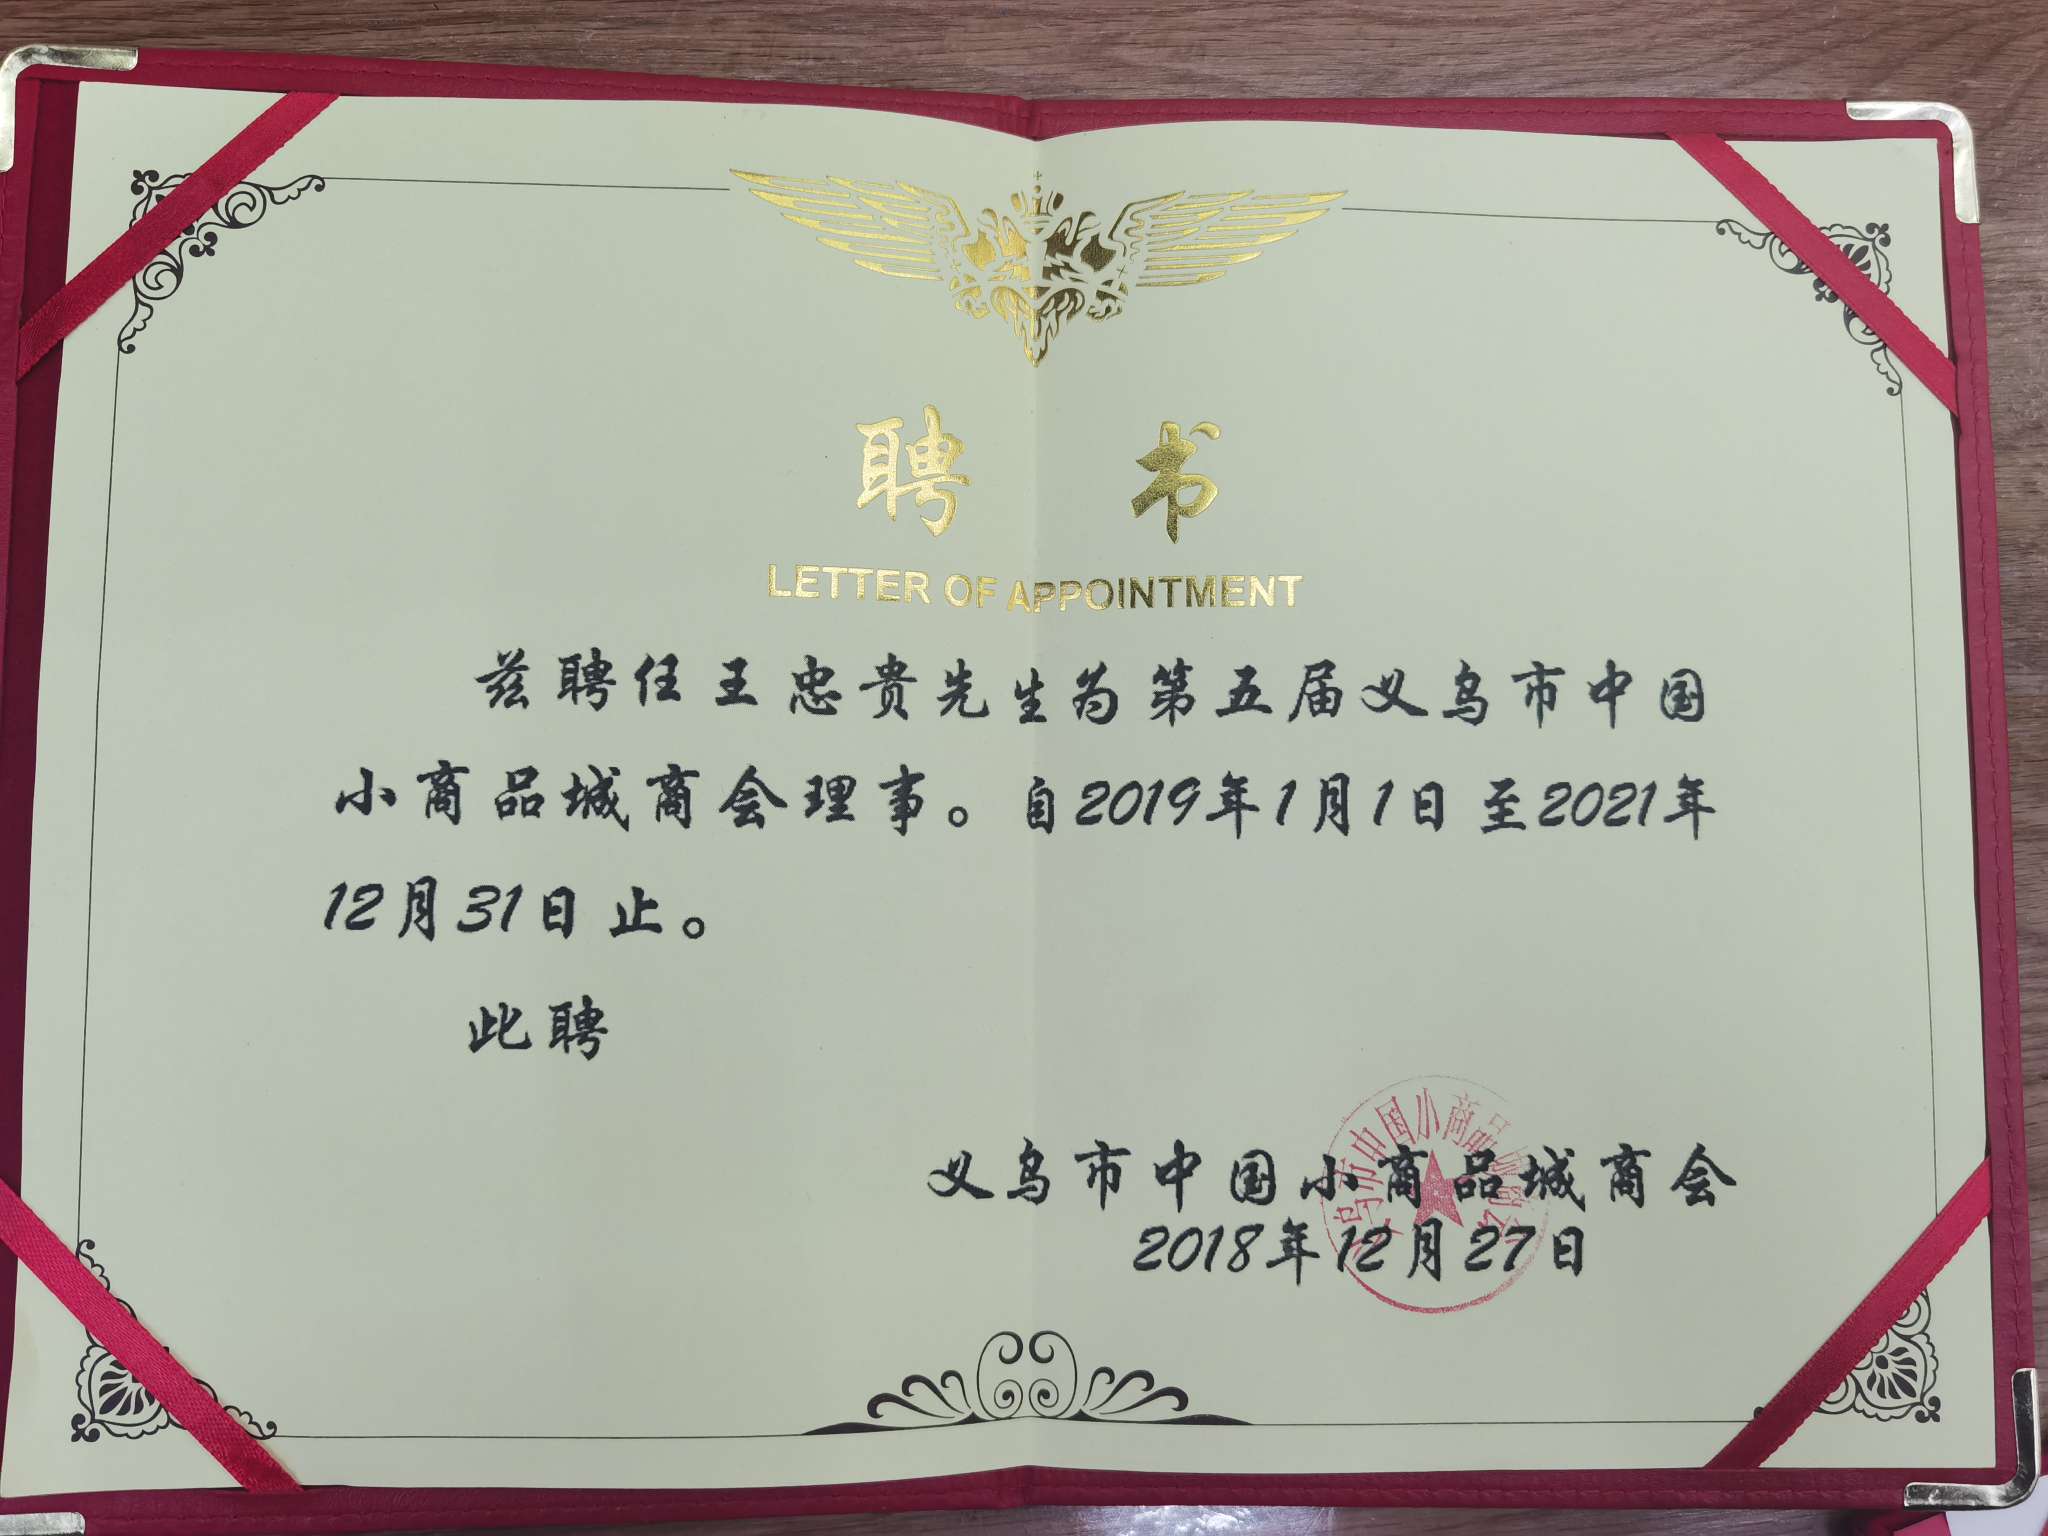 聘 书
LETTER OF APPOINTMENT
兹聘任王忠贵先生为第五届义乌市中国
小商品城商会理事。自2019年1月1日至2021年
12月31日止。
此聘
义乌市中国小商品城商会
2018年12月27日